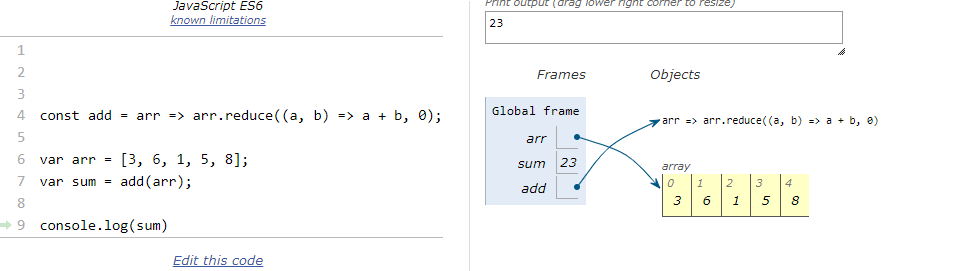 JavaScript ES6
known limitations
1
2
3
4 const add = arr => arr.reduce((a, b) => a + b, 0);
5
6 var arr = [3, 6, 1, 5, 8];
7 var sum = add(arr);
8
9 console.log(sum)
Edit this code
Print output (drag lower right corner to resize)
23
Frames Objects
Global frame
arr
sum 23
add
arr => arr.reduce((a, b) => a + b, 0)
array
0 1 2 3 4
3 6 1 5 8